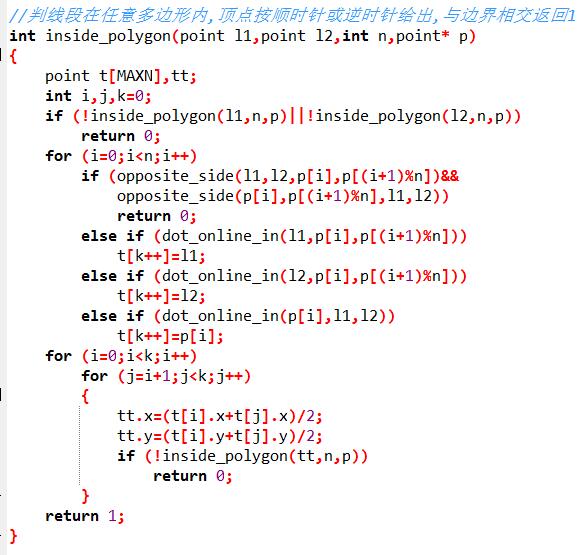 //判线段在任意多边形内,顶点按顺时针或逆时针给出,与边界相交返回1
int inside_polygon(point l1,point l2,int n,point* p)
{
    point t[MAXN],tt;
    int i,j,k=0;
    if (!inside_polygon(l1,n,p)||!inside_polygon(l2,n,p))
        return 0;
    for (i=0;i<n;i++)
        if (opposite_side(l1,l2,p[i],p[(i+1)%n])&&
            opposite_side(p[i],p[(i+1)%n],l1,l2))
            return 0;
        else if (dot_online_in(l1,p[i],p[(i+1)%n]))
            t[k++]=l1;
        else if (dot_online_in(l2,p[i],p[(i+1)%n]))
            t[k++]=l2;
        else if (dot_online_in(p[i],l1,l2))
            t[k++]=p[i];
    for (i=0;i<k;i++)
        for (j=i+1;j<k;j++)
        {
            tt.x=(t[i].x+t[j].x)/2;
            tt.y=(t[i].y+t[j].y)/2;
            if (!inside_polygon(tt,n,p))
                return 0;
        }
    return 1;
}